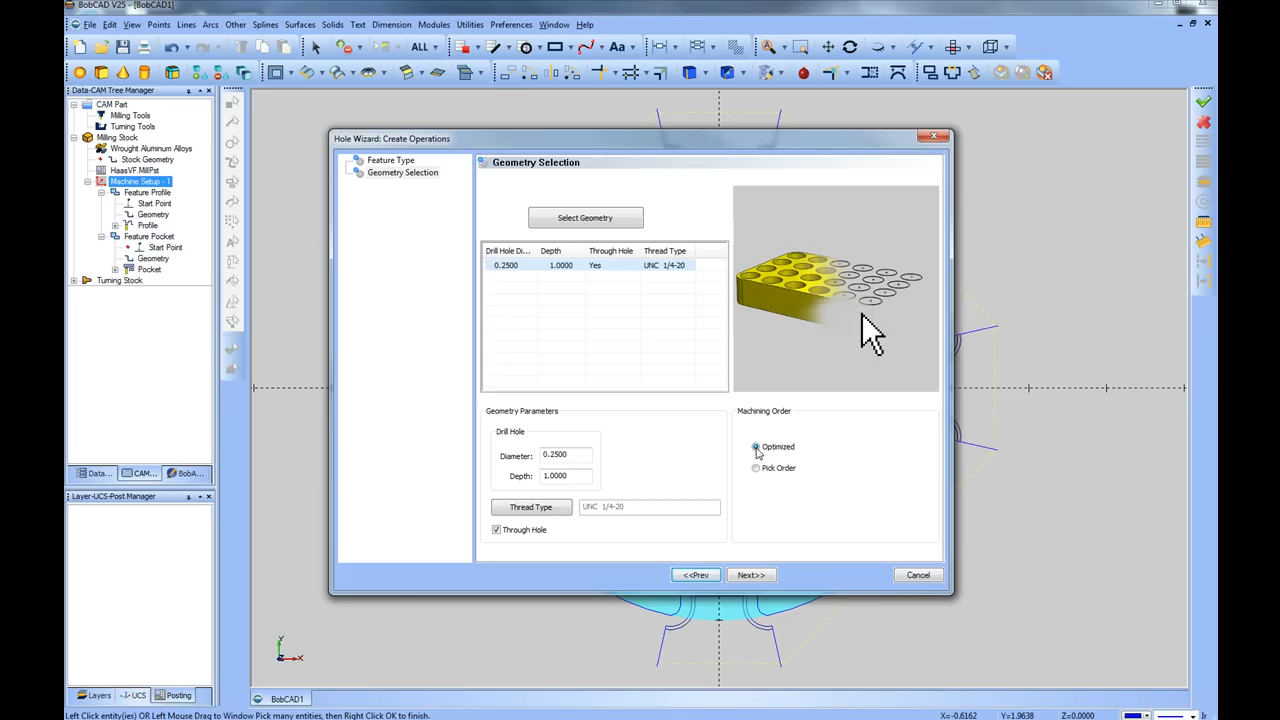 BobCAD V25 - [BobCAD1]
File Edit View Points Lines Arcs Other Splines Surfaces Solids Text Dimension Modules Utilities Preferences Window Help
ALL
Aa
Data-CAM Tree Manager
CAM Part
Milling Tools
Turning Tools
Milling Stock
Wrought Aluminum Alloys
Stock Geometry
HaasVF.MillPst
Machine Setup - 1
Feature Profile
Start Point
Geometry
Profile
Feature Pocket
Start Point
Geometry
Pocket
Turning Stock
Data... CAM... BobA...
Layer-UCS-Post Manager
Layers UCS Posting
Hole Wizard: Create Operations
Feature Type
Geometry Selection
Geometry Selection
Select Geometry
Drill Hole Di... Depth Through Hole Thread Type
0.2500 1.0000 Yes UNC 1/4-20
Geometry Parameters
Drill Hole
Diameter: 0.2500
Depth: 1.0000
Thread Type UNC 1/4-20
Through Hole
Machining Order
Optimized
Pick Order
<<Prev Next>> Cancel
Y
X
BobCAD1
Left Click entity(ies) OR Left Mouse Drag to Window Pick many entities, then Right Click OK to finish. X=-0.6162 Y=1.9638 Z=0.0000